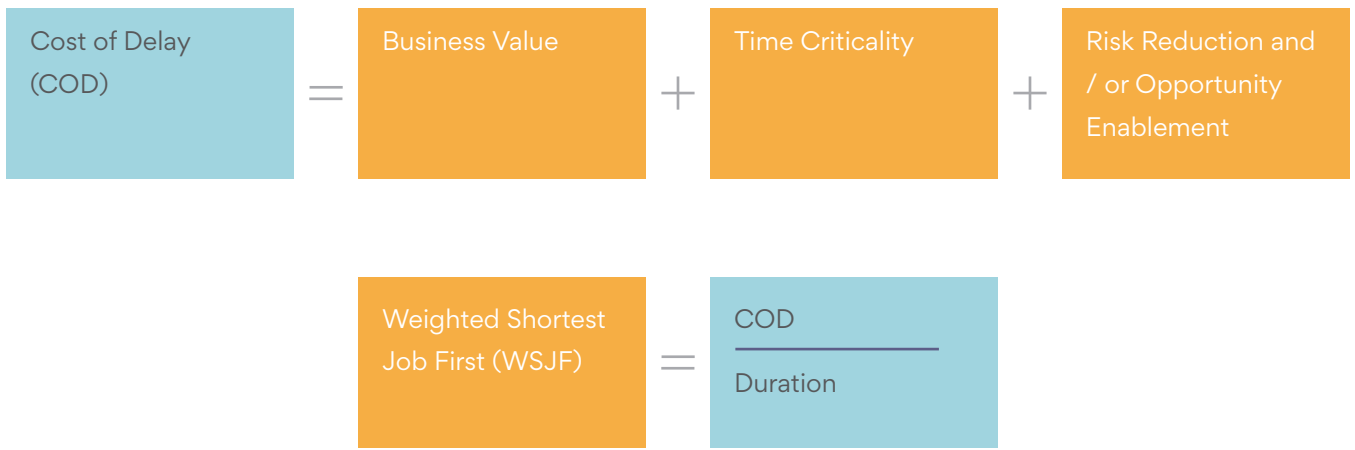 Cost of Delay
(COD)
=
Business Value
+
Time Criticality
+
Risk Reduction and
/ or Opportunity
Enablement
Weighted Shortest
Job First (WSJF)
=
COD
Duration